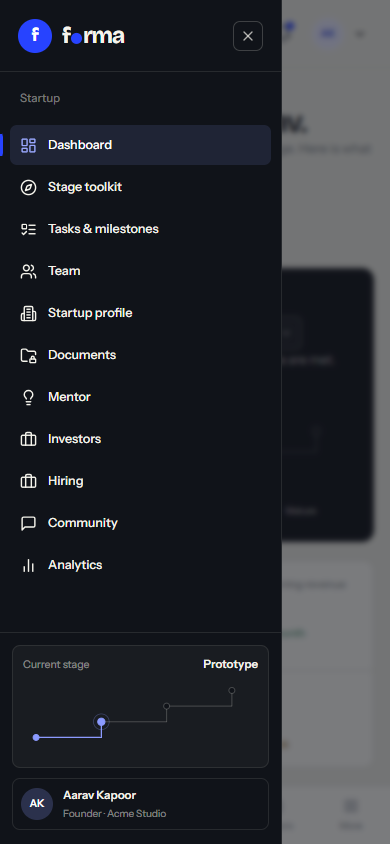 f forma
Startup
Dashboard
Stage toolkit
Tasks & milestones
Team
Startup profile
Documents
Mentor
Investors
Hiring
Community
Analytics
Current stage Prototype
AK Aarav Kapoor
Founder · Acme Studio